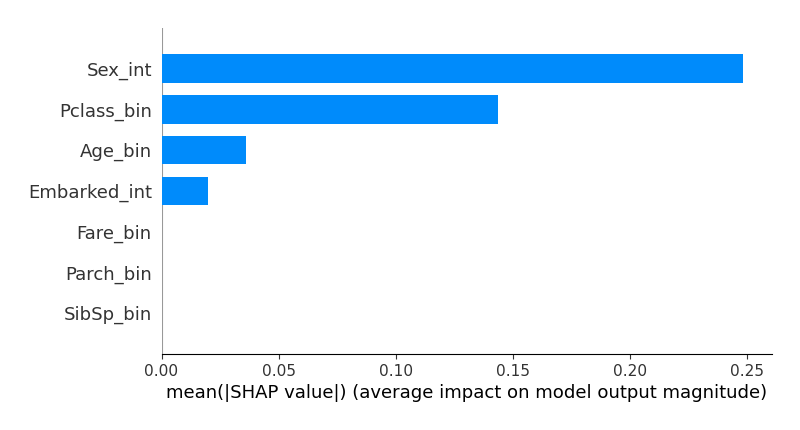 Sex_int
Pclass_bin
Age_bin
Embarked_int
Fare_bin
Parch_bin
SibSp_bin
0.00 0.05 0.10 0.15 0.20 0.25
mean(|SHAP value|) (average impact on model output magnitude)